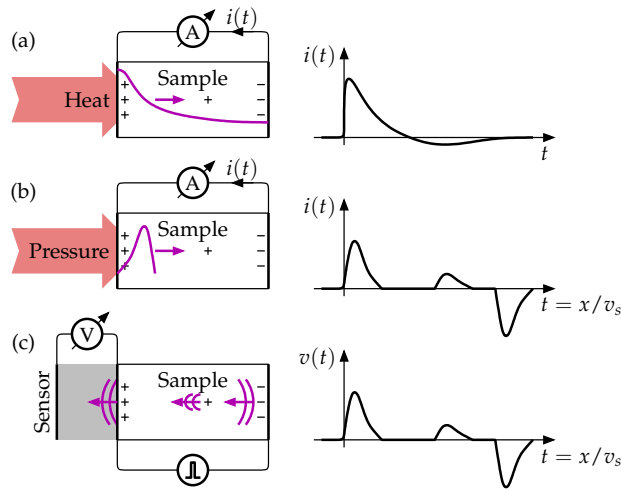 (a)
A
i(t)
Sample
Heat
+
+
+
+
−
−
−
i(t)
t
(b)
A
i(t)
Sample
Pressure
+
+
+
+
−
−
−
i(t)
t = x/v_s
(c)
V
Sensor
Sample
+
+
+
+
−
−
−
v(t)
t = x/v_s